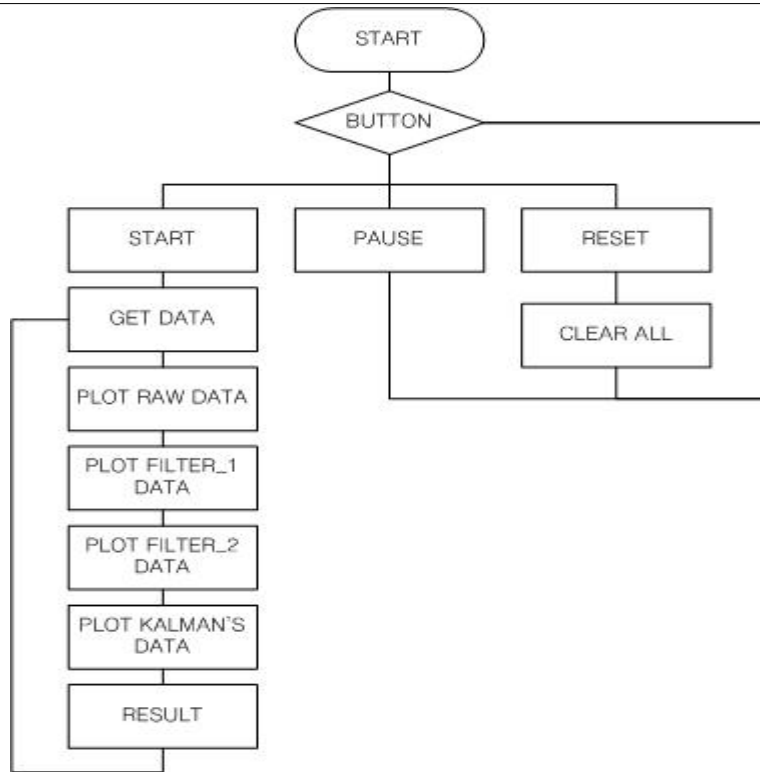 START
BUTTON
START
PAUSE
RESET
GET DATA
CLEAR ALL
PLOT RAW DATA
PLOT FILTER_1
DATA
PLOT FILTER_2
DATA
PLOT KALMAN'S
DATA
RESULT